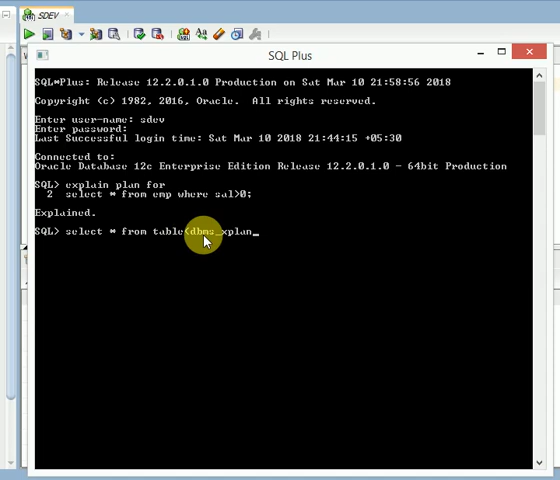 SDEV
SQL Plus
SQL*Plus: Release 12.2.0.1.0 Production on Sat Mar 10 21:58:56 2018
Copyright (c) 1982, 2016, Oracle.  All rights reserved.
Enter user-name: sdev
Enter password:
Last Successful login time: Sat Mar 10 2018 21:44:15 +05:30
Connected to:
Oracle Database 12c Enterprise Edition Release 12.2.0.1.0 - 64bit Production
SQL> explain plan for
2  select * from emp where sal>0;
Explained.
SQL> select * from table(dbms_xplan_